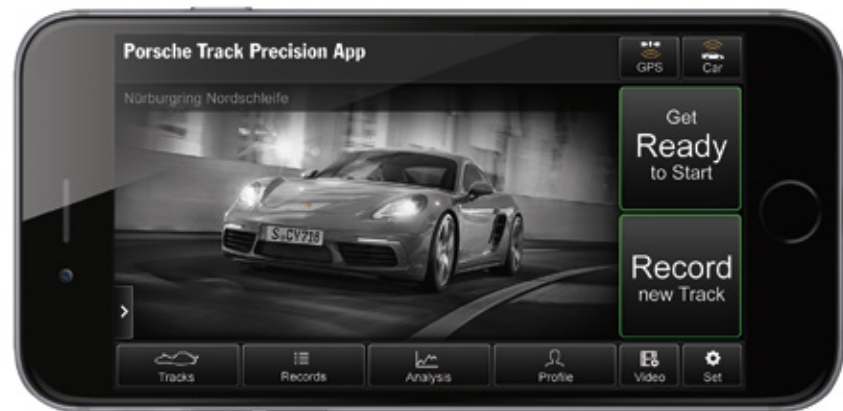 Porsche Track Precision App
GPS
Car
Nürburgring Nordschleife
Get
Ready
to Start
S:CY718
Record
new Track
Tracks
Records
Analysis
Profile
Video
Set